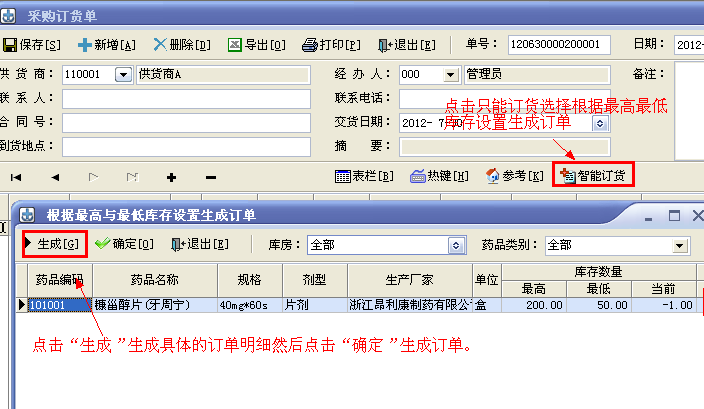 采购订货单
保存[S] 新增[A] 删除[D] 导出[O] 打印[P] 退出[E] 单号： 120630000200001 日期： 2012-
供 货 商： 110001 供货商A 经 办 人： 000 管理员 备注：
联 系 人： 联系电话：
点击只能订货选择根据最高最低
合 同 号： 交货日期： 2012- 7-
库存设置生成订单
到货地点： 摘 要：
表栏[B] 热键[H] 参考[K] 智能订货
根据最高与最低库存设置生成订单
生成[G] 确定[O] 退出[E] 库房： 全部 药品类别： 全部
药品编码 药品名称 规格 剂型 生产厂家 单位 库存数量
最高 最低 当前
101001 糠甾醇片(牙周宁) 40mg*60s 片剂 浙江昂利康制药有限公 盒 200.00 50.00 -1.00
点击“生成 ”生成具体的订单明细然后点击“确定 ”生成订单。